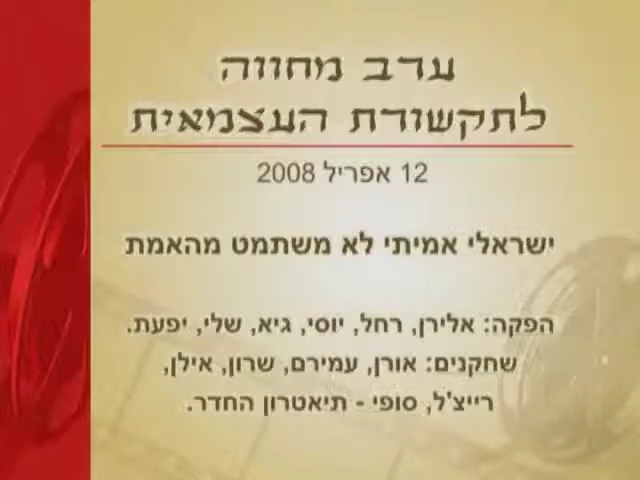 ערב מחווה
לתקשורת העצמאית
12 אפריל 2008
ישראלי אמיתי לא משתמט מהאמת
הפקה: אלירן, רחל, יוסי, גיא, שלי, יפעת.
שחקנים: אורן, עמירם, שרון, אילן,
רייצ'ל, סופי - תיאטרון החדר.